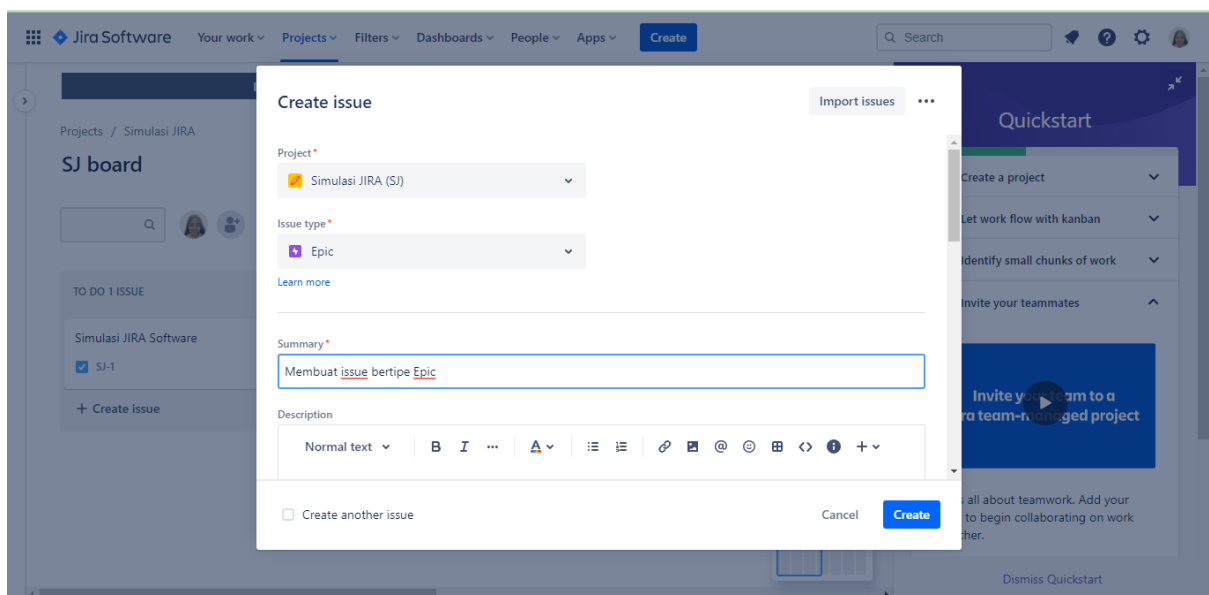 Jira Software Your work Projects Filters Dashboards People Apps Create Search
Projects / Simulasi JIRA
SJ board
TO DO 1 ISSUE
Simulasi JIRA Software
SJ-1
+ Create issue
Create issue
Import issues
Project*
Simulasi JIRA (SJ)
Issue type*
Epic
Learn more
Summary*
Membuat issue bertipe Epic
Description
Normal text B I ... A
Create another issue
Cancel Create
Quickstart
Create a project
Let work flow with kanban
Identify small chunks of work
Invite your teammates
Invite team to a
team-managed project
all about teamwork. Add your
to begin collaborating on work
Dismiss Quickstart